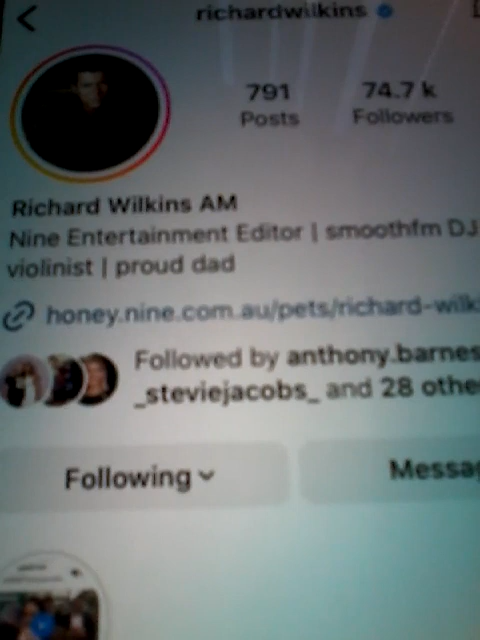 richardwilkins
791 74.7 k
Posts Followers
Richard Wilkins AM
Nine Entertainment Editor | smoothfm DJ
violinist | proud dad
honey.nine.com.au/pets/richard-wilk
Followed by anthony.barnes
_steviejacobs_ and 28 othe
Following Messag